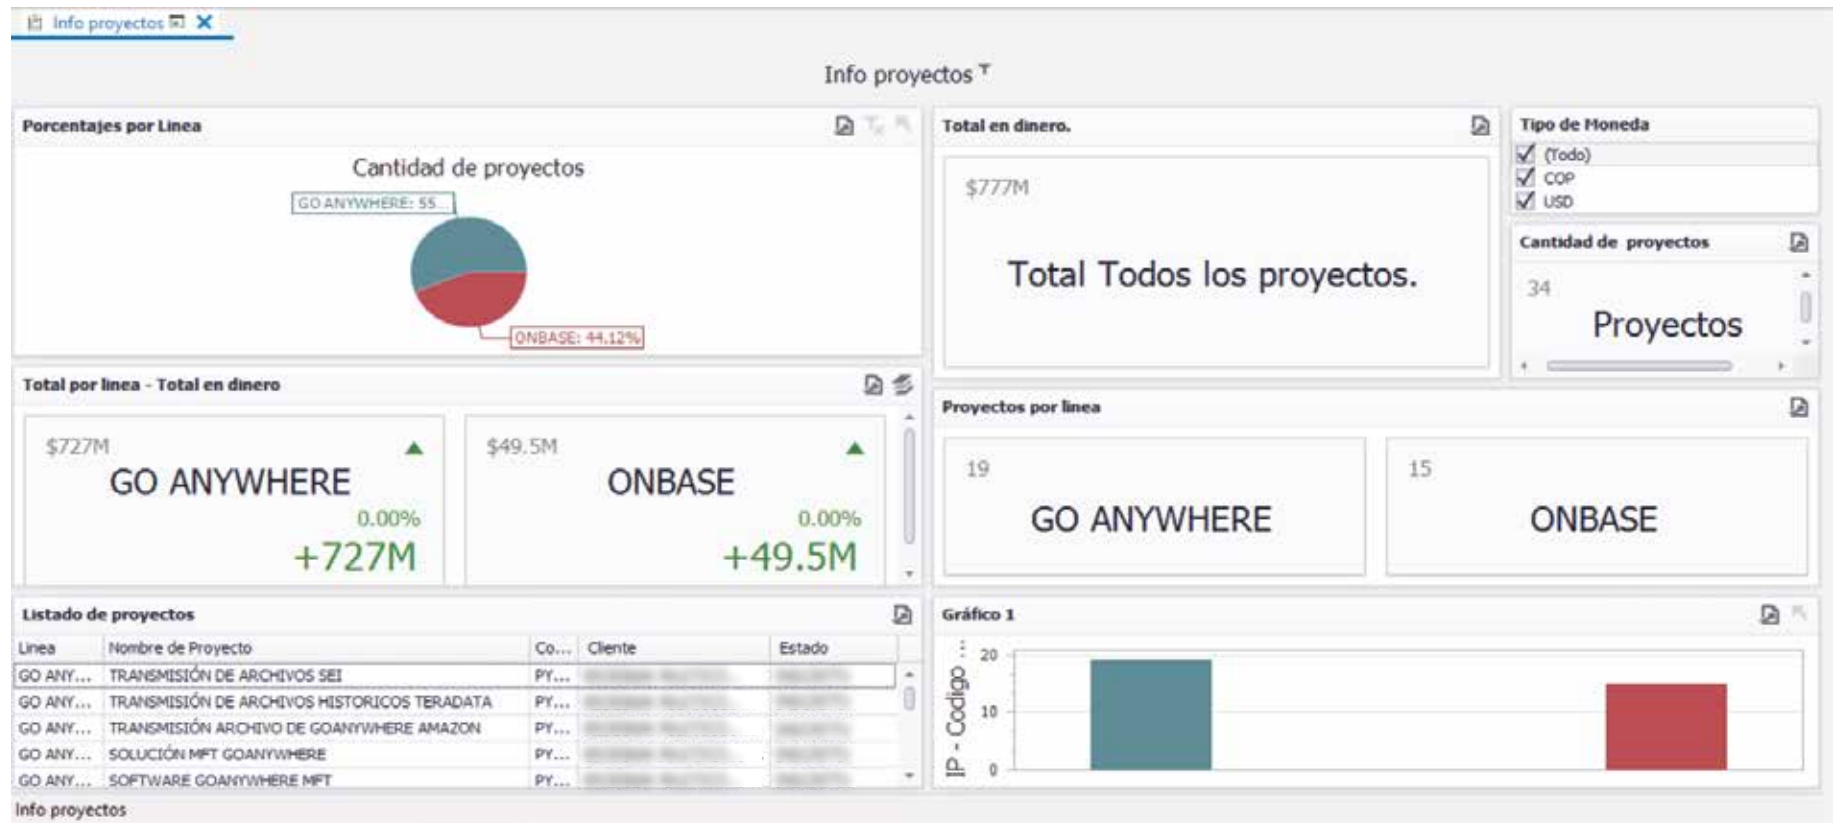 Info proyectos
Info proyectos
Porcentajes por Linea
Cantidad de proyectos
GO ANYWHERE: 55...
ONBASE: 44.12%
Total en dinero.
$777M
Total Todos los proyectos.
Tipo de Moneda
(Todo)
COP
USD
Cantidad de proyectos
34
Proyectos
Total por linea - Total en dinero
$727M
GO ANYWHERE
0.00%
+727M
$49.5M
ONBASE
0.00%
+49.5M
Proyectos por linea
19
GO ANYWHERE
15
ONBASE
Listado de proyectos
Linea Nombre de Proyecto Co... Cliente Estado
GO ANY... TRANSMISIÓN DE ARCHIVOS SEI PY...
GO ANY... TRANSMISIÓN DE ARCHIVOS HISTORICOS TERADATA PY...
GO ANY... TRANSMISIÓN ARCHIVO DE GOANYWHERE AMAZON PY...
GO ANY... SOLUCIÓN MFT GOANYWHERE PY...
GO ANY... SOFTWARE GOANYWHERE MFT PY...
Gráfico 1
IP - Codigo ...
20
10
0
Info proyectos